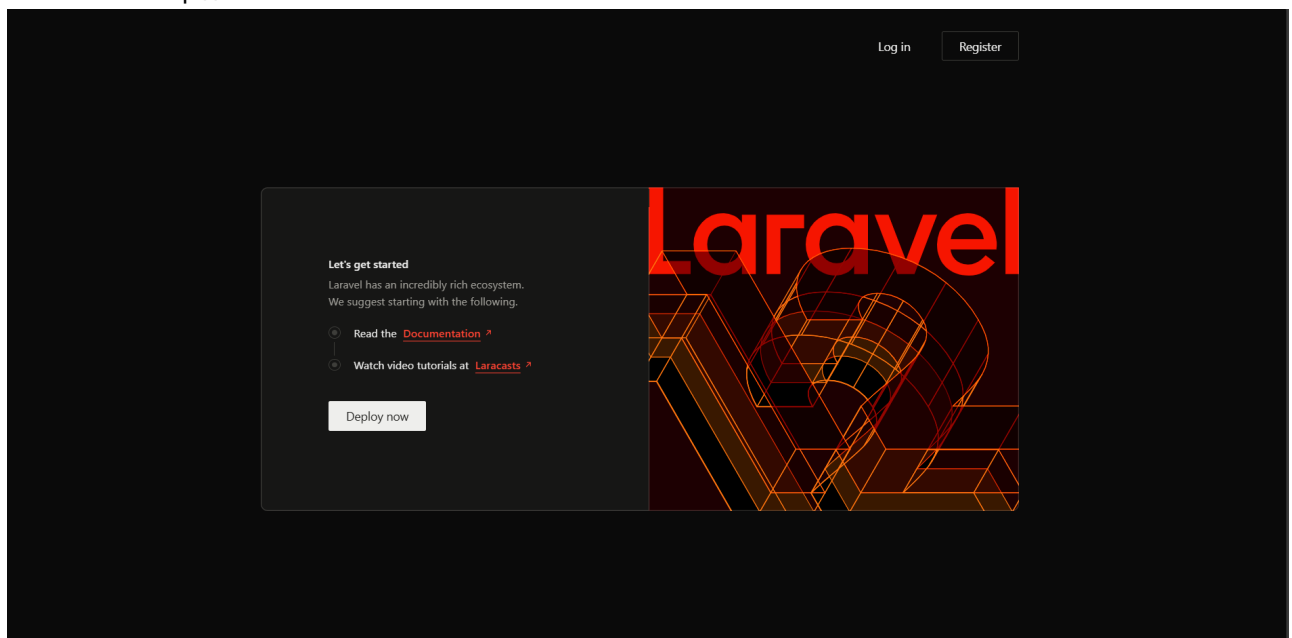 Log in
Register
Laravel
Let's get started
Laravel has an incredibly rich ecosystem.
We suggest starting with the following.
Read the Documentation ↗
Watch video tutorials at Laracasts ↗
Deploy now